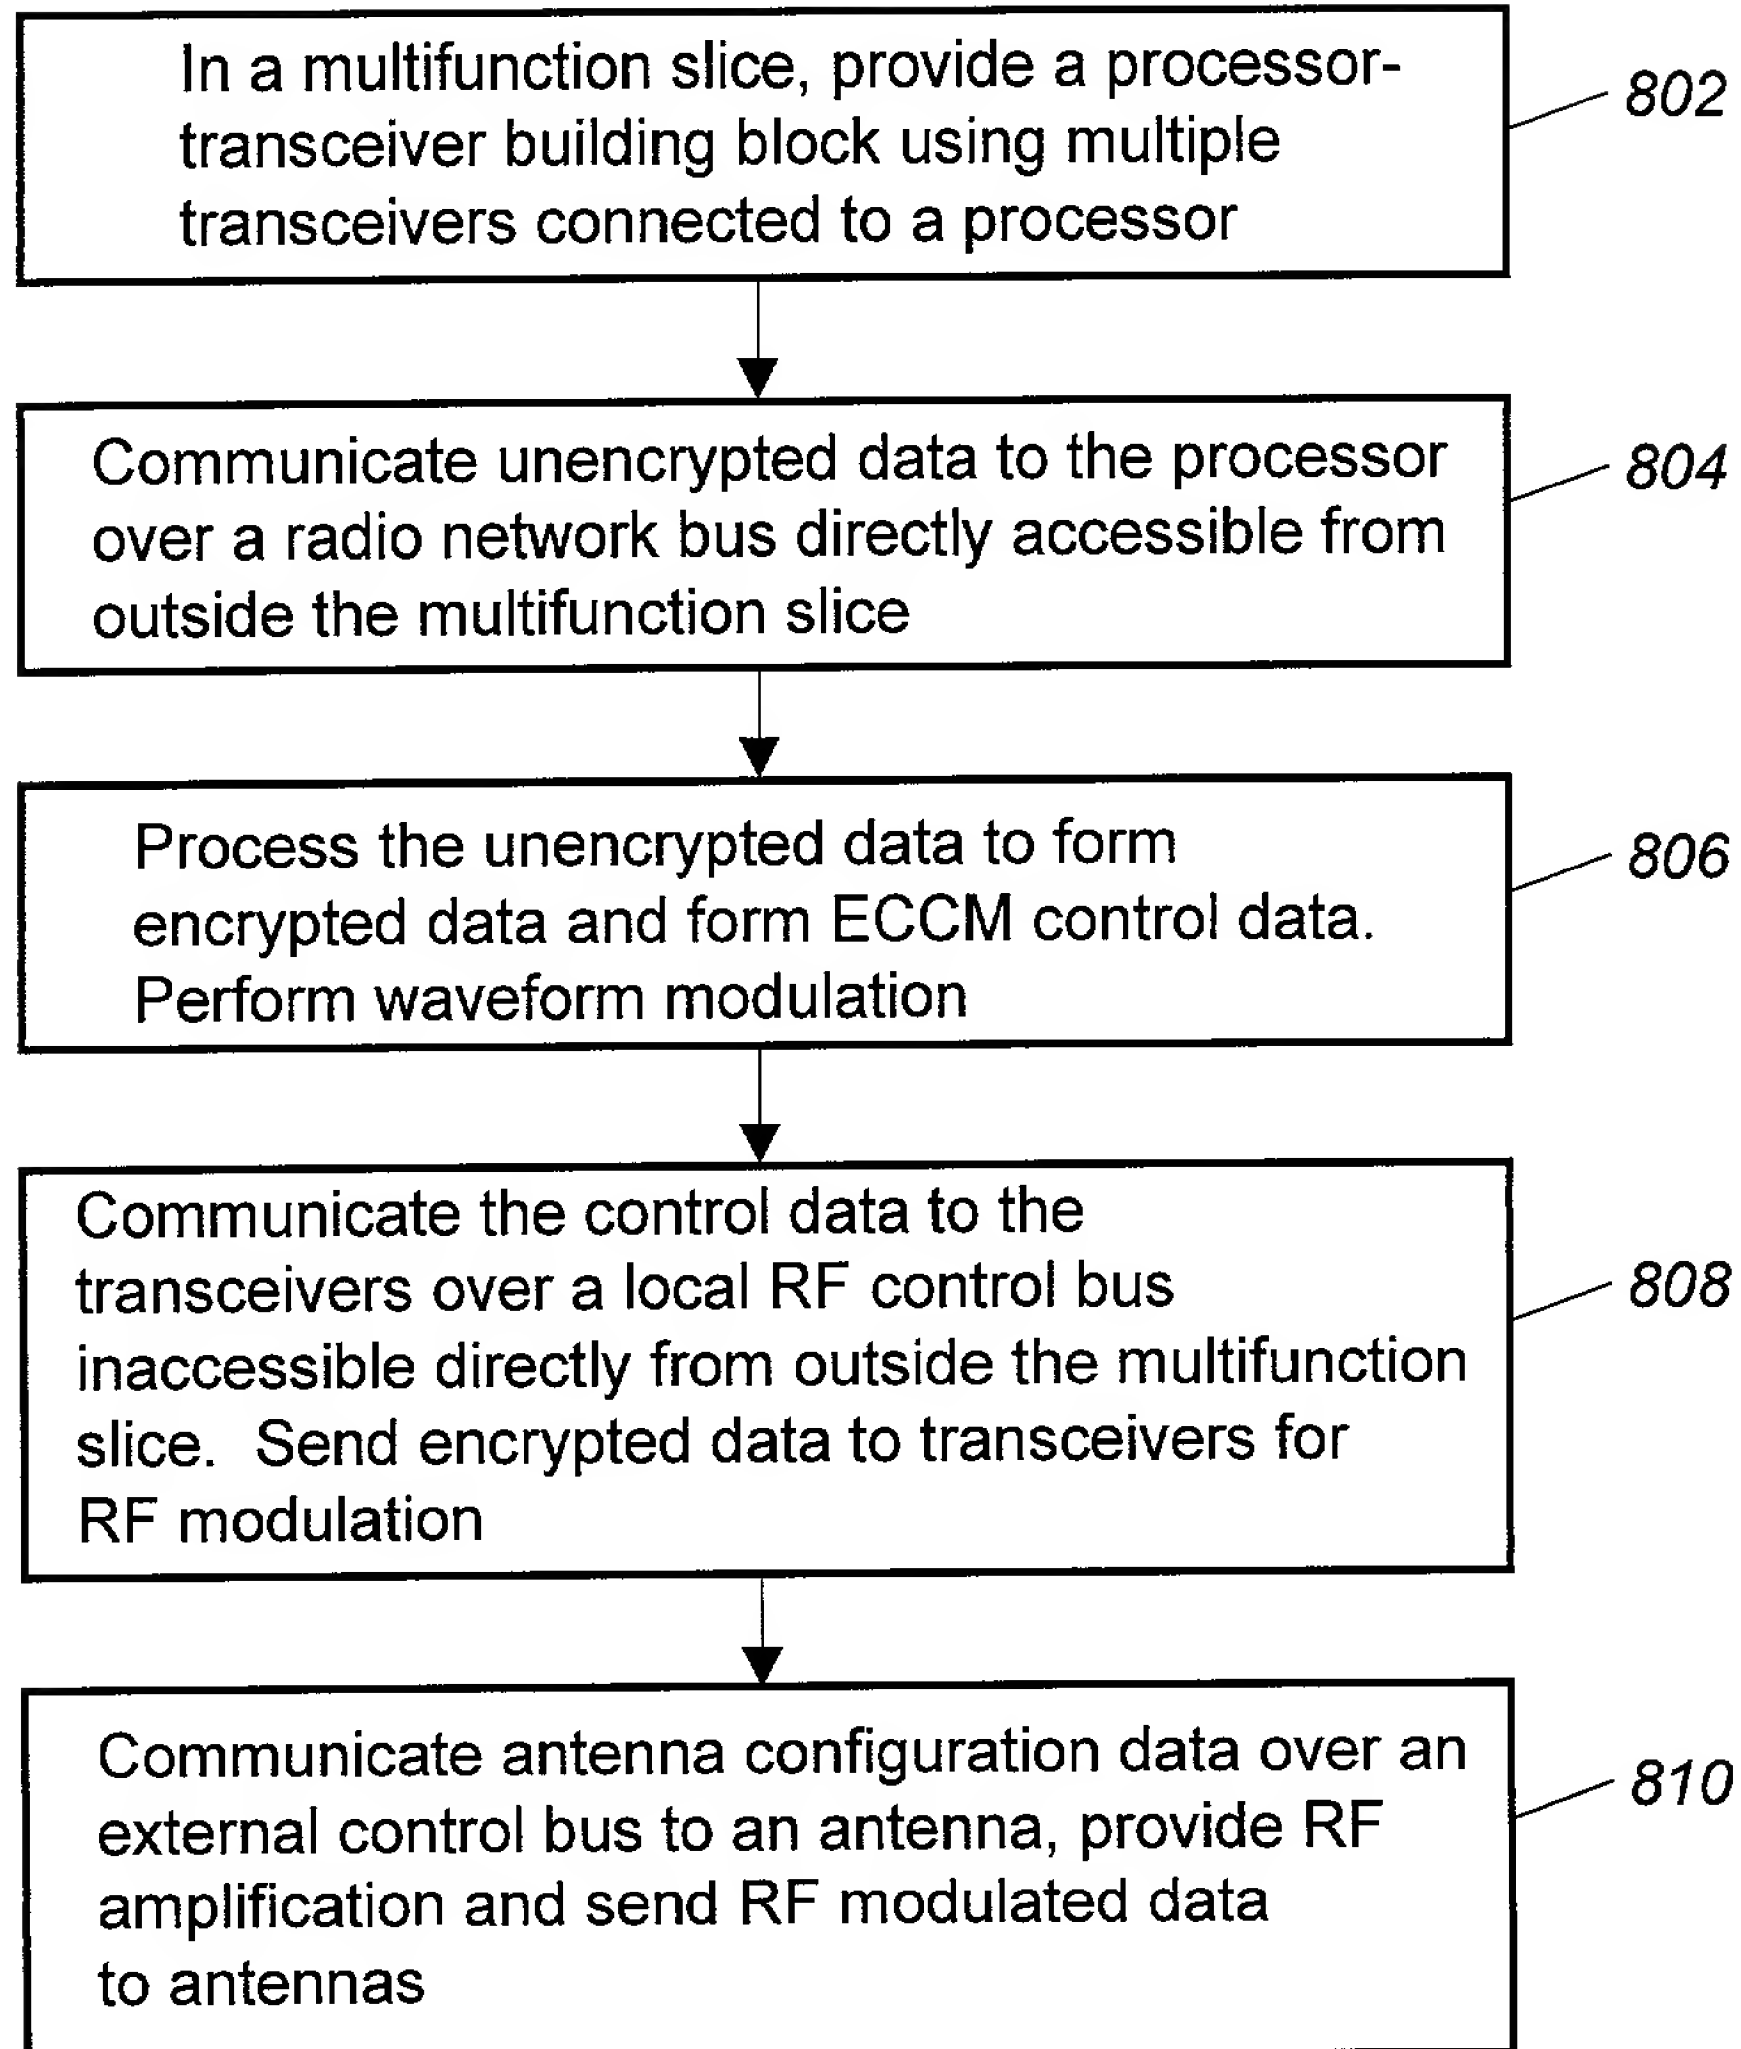 In a multifunction slice, provide a processor-
transceiver building block using multiple
transceivers connected to a processor
802
Communicate unencrypted data to the processor
over a radio network bus directly accessible from
outside the multifunction slice
804
Process the unencrypted data to form
encrypted data and form ECCM control data.
Perform waveform modulation
806
Communicate the control data to the
transceivers over a local RF control bus
inaccessible directly from outside the multifunction
slice.  Send encrypted data to transceivers for
RF modulation
808
Communicate antenna configuration data over an
external control bus to an antenna, provide RF
amplification and send RF modulated data
to antennas
810